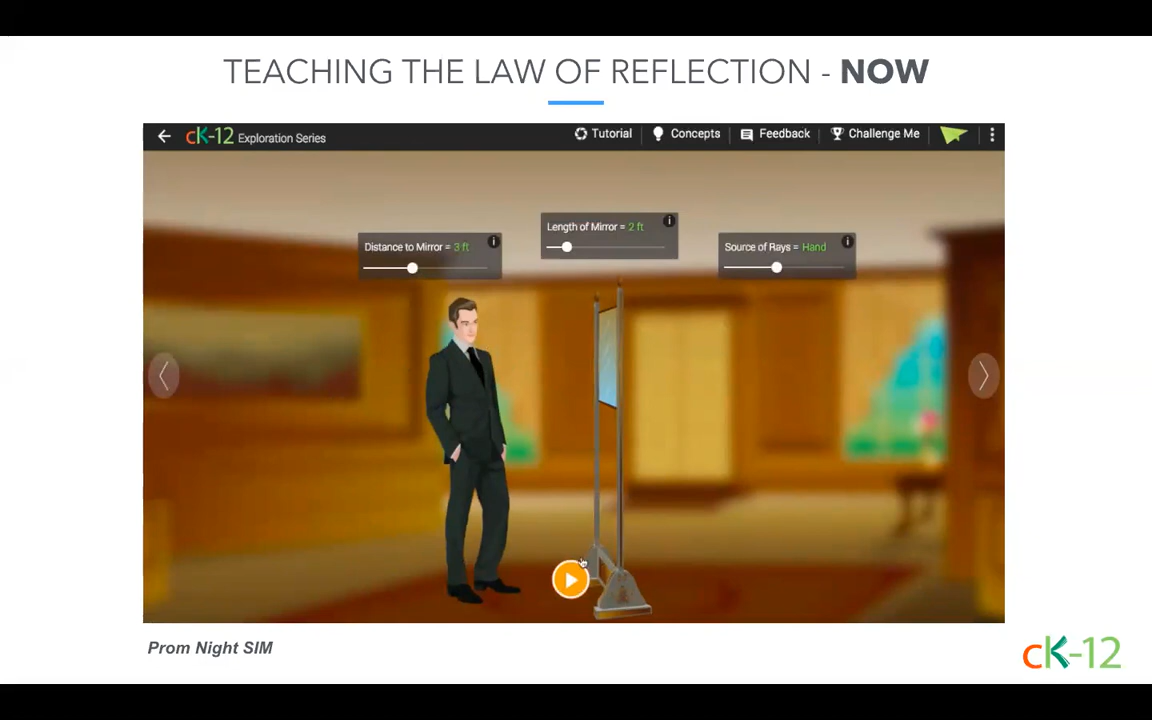 TEACHING THE LAW OF REFLECTION - NOW
cK-12 Exploration Series
Tutorial
Concepts
Feedback
Challenge Me
Length of Mirror = 2 ft
Distance to Mirror = 3 ft
Source of Rays = Hand
Prom Night SIM
cK-12